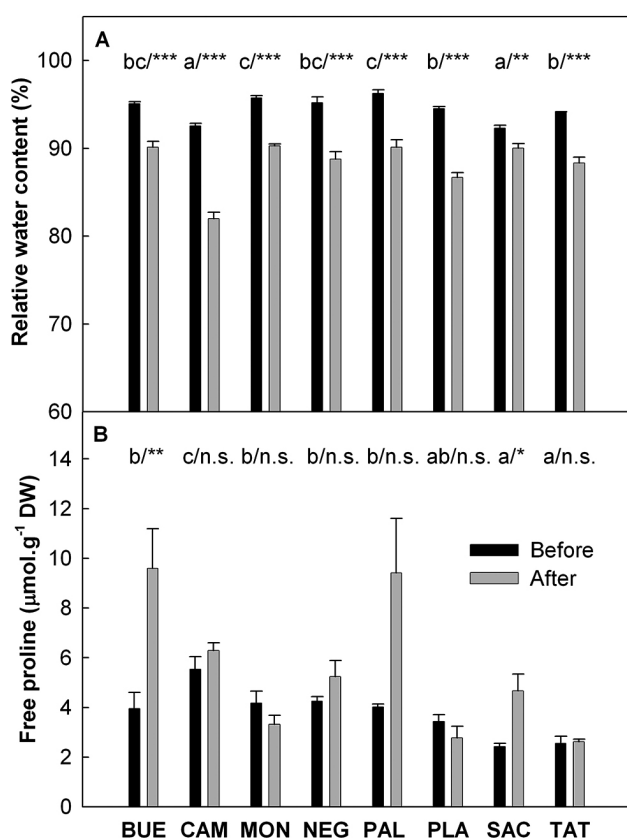 A
bc/*** a/*** c/*** bc/*** c/*** b/*** a/** b/***
Relative water content (%)
100
90
80
70
60
B
b/** c/n.s. b/n.s. b/n.s. b/n.s. ab/n.s. a/* a/n.s.
Free proline (μmol.g⁻¹ DW)
14
12
10
8
6
4
2
0
Before
After
BUE CAM MON NEG PAL PLA SAC TAT